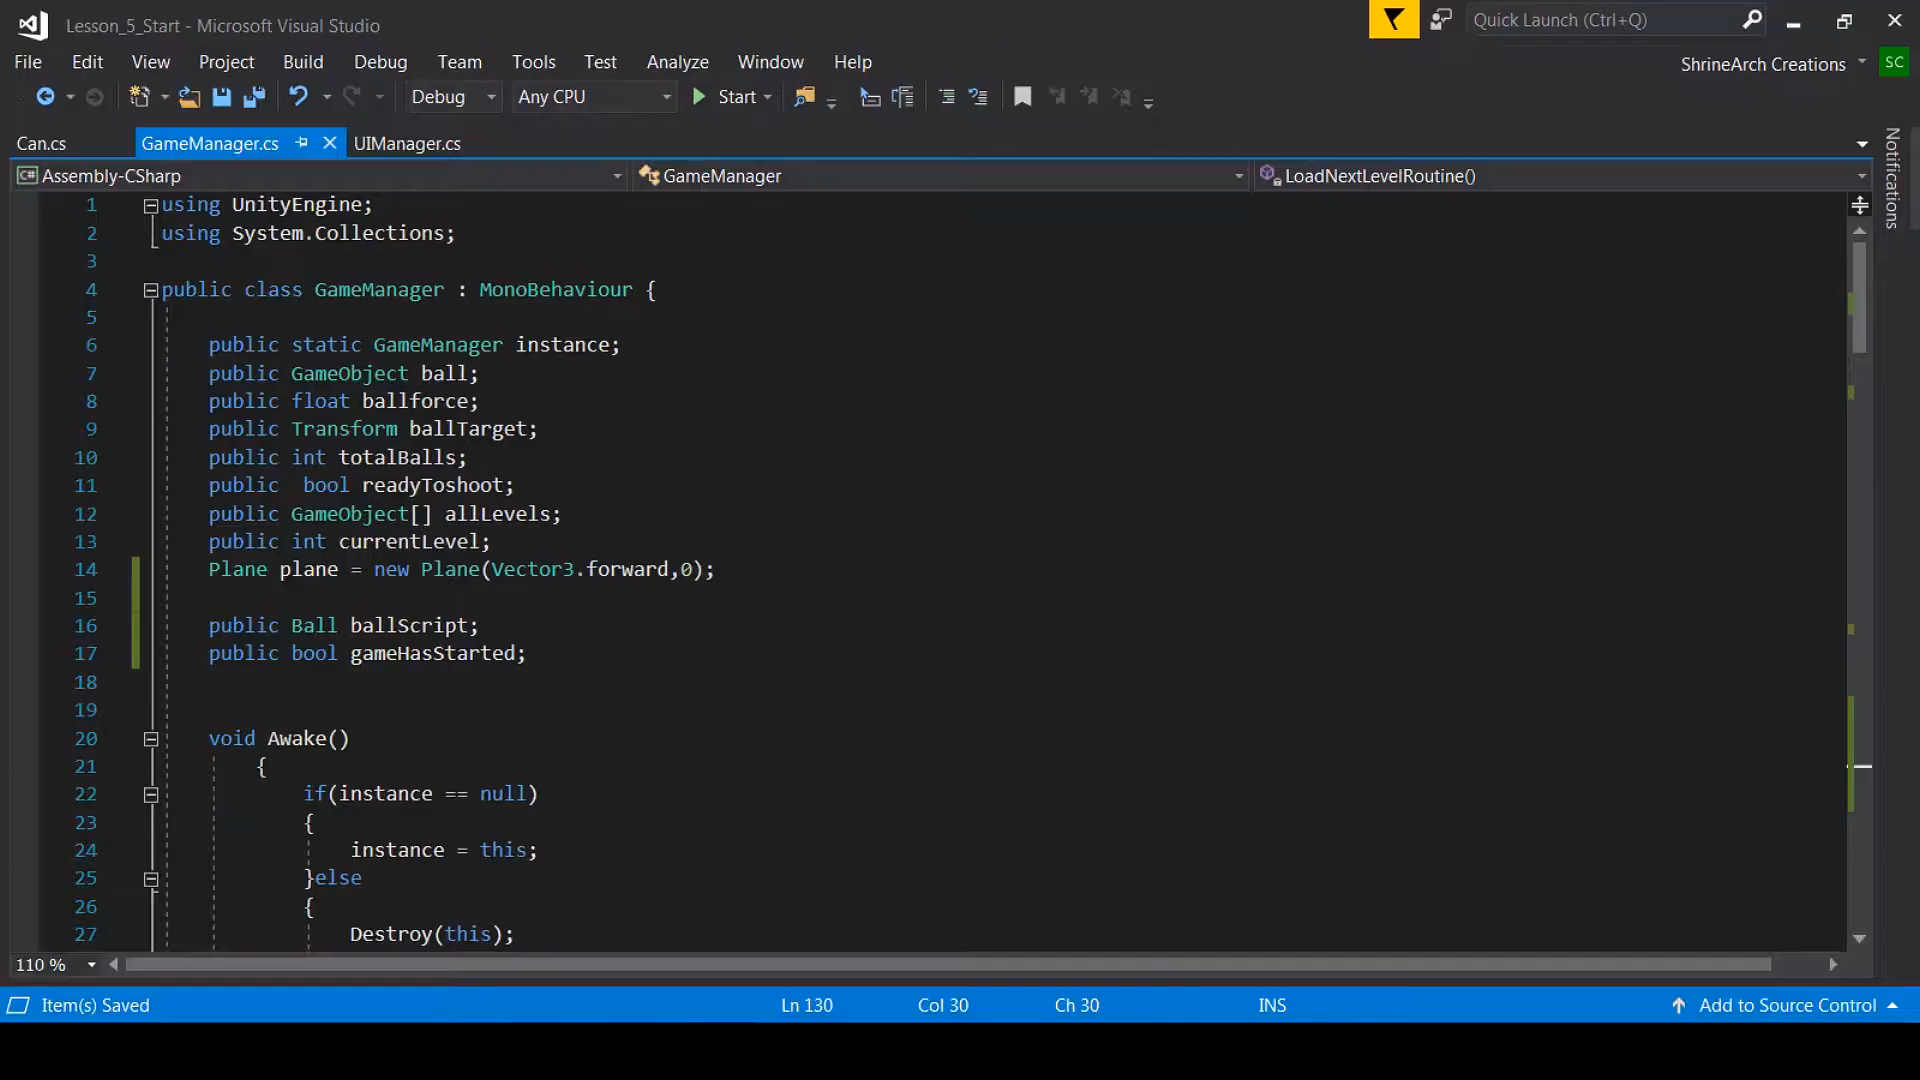 Lesson_5_Start - Microsoft Visual Studio
Quick Launch (Ctrl+Q)
File Edit View Project Build Debug Team Tools Test Analyze Window Help
ShrineArch Creations SC
Debug Any CPU Start
Can.cs GameManager.cs UIManager.cs
Notifications
C# Assembly-CSharp GameManager LoadNextLevelRoutine()
1 using UnityEngine;
2 using System.Collections;
3
4 public class GameManager : MonoBehaviour {
5
6 public static GameManager instance;
7 public GameObject ball;
8 public float ballforce;
9 public Transform ballTarget;
10 public int totalBalls;
11 public  bool readyToshoot;
12 public GameObject[] allLevels;
13 public int currentLevel;
14 Plane plane = new Plane(Vector3.forward,0);
15
16 public Ball ballScript;
17 public bool gameHasStarted;
18
19
20 void Awake()
21 {
22 if(instance == null)
23 {
24 instance = this;
25 }else
26 {
27 Destroy(this);
110 %
Item(s) Saved Ln 130 Col 30 Ch 30 INS Add to Source Control